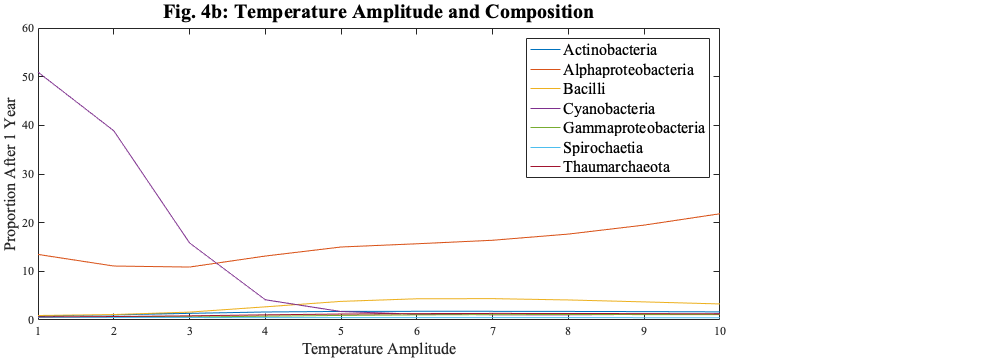 Fig. 4b: Temperature Amplitude and Composition
60
50
40
30
20
10
0
Proportion After 1 Year
Actinobacteria
Alphaproteobacteria
Bacilli
Cyanobacteria
Gammaproteobacteria
Spirochaetia
Thaumarchaeota
1 2 3 4 5 6 7 8 9 10
Temperature Amplitude